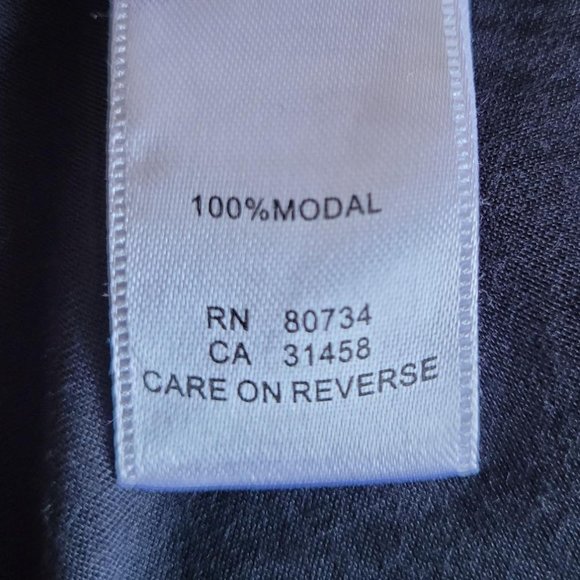 100%MODAL
RN 80734
CA 31458
CARE ON REVERSE